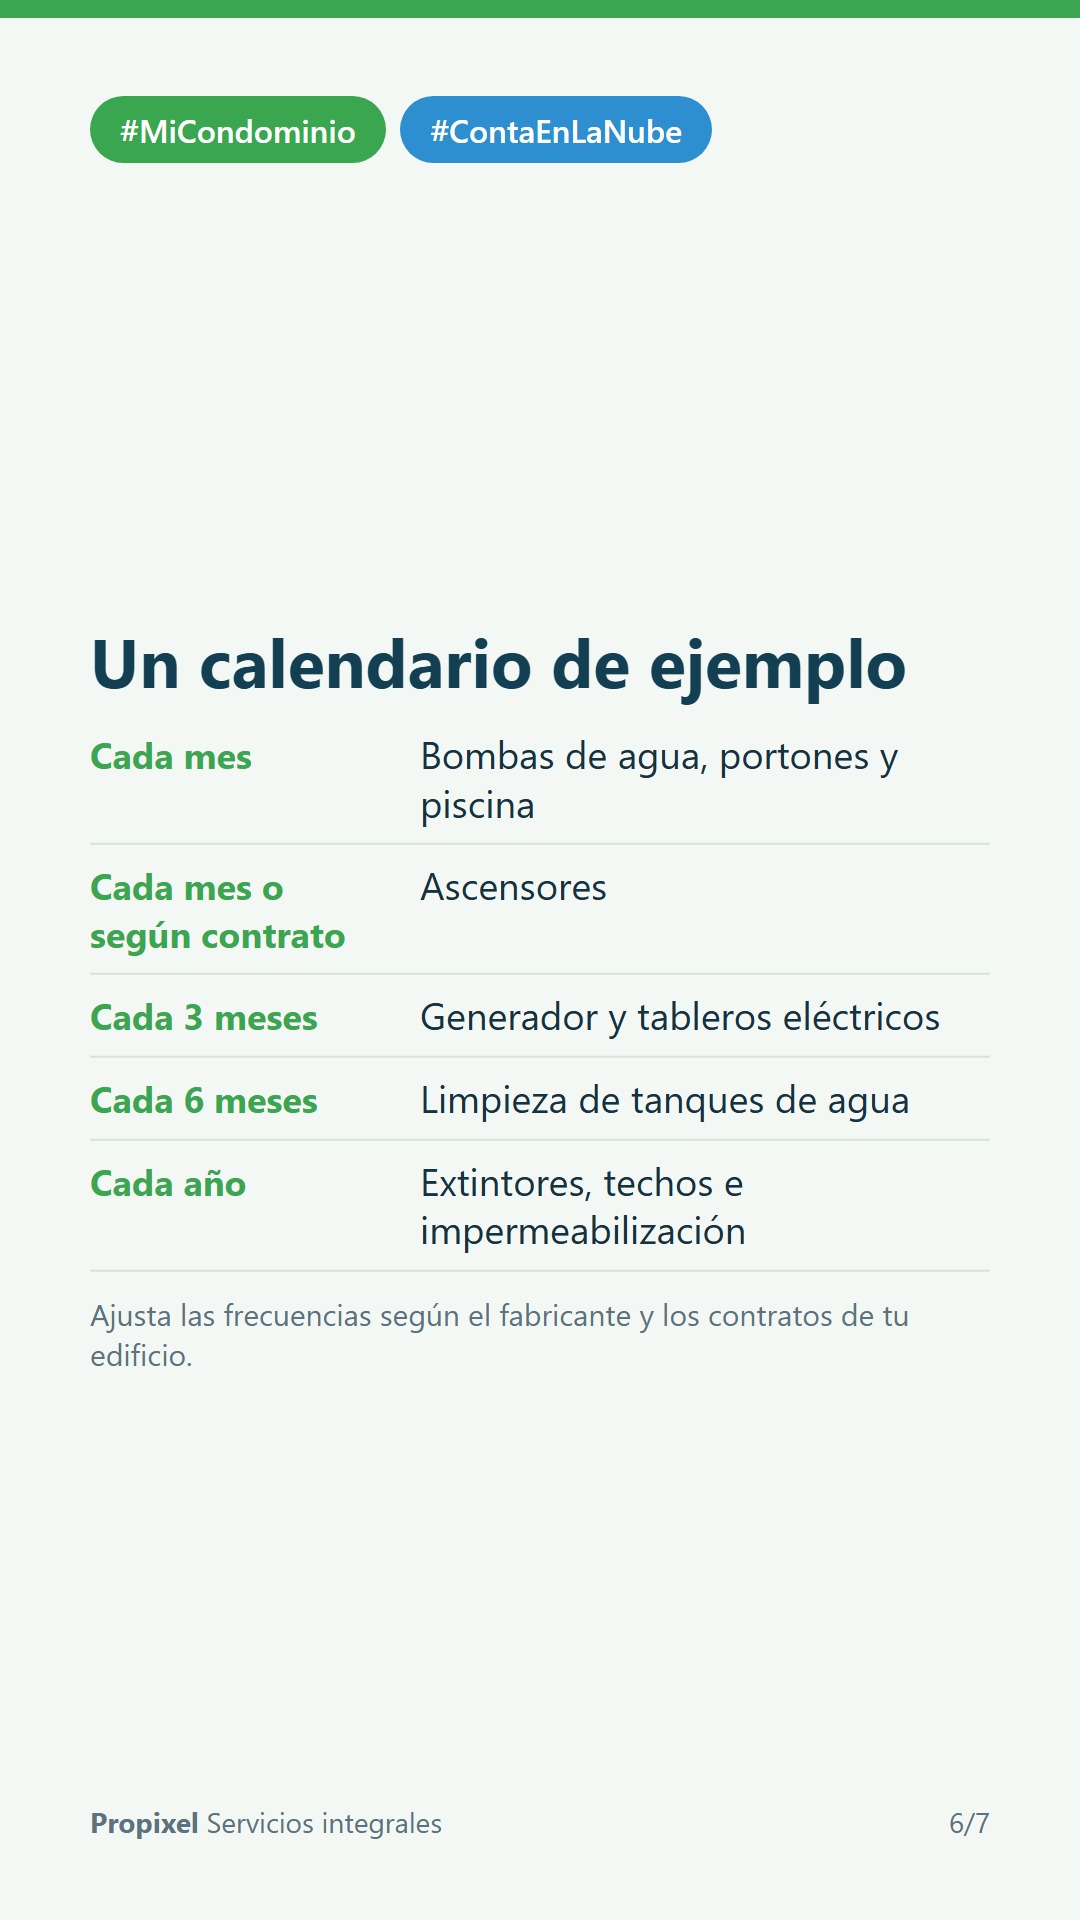 #MiCondominio #ContaEnLaNube
Un calendario de ejemplo
Cada mes Bombas de agua, portones y
piscina
Cada mes o Ascensores
según contrato
Cada 3 meses Generador y tableros eléctricos
Cada 6 meses Limpieza de tanques de agua
Cada año Extintores, techos e
impermeabilización
Ajusta las frecuencias según el fabricante y los contratos de tu
edificio.
Propixel Servicios integrales 6/7